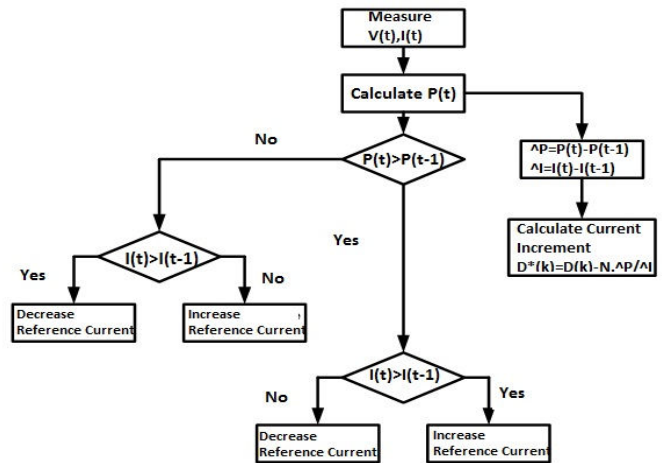 Measure
V(t),I(t)
Calculate P(t)
No
P(t)>P(t-1)
^P=P(t)-P(t-1)
^I=I(t)-I(t-1)
Calculate Current
Increment
D*(k)=D(k)-N.^P/^I
Yes
I(t)>I(t-1)
Yes
No
Decrease
Reference Current
Increase ,
Reference Current
I(t)>I(t-1)
No
Yes
Decrease
Reference Current
Increase
Reference Current